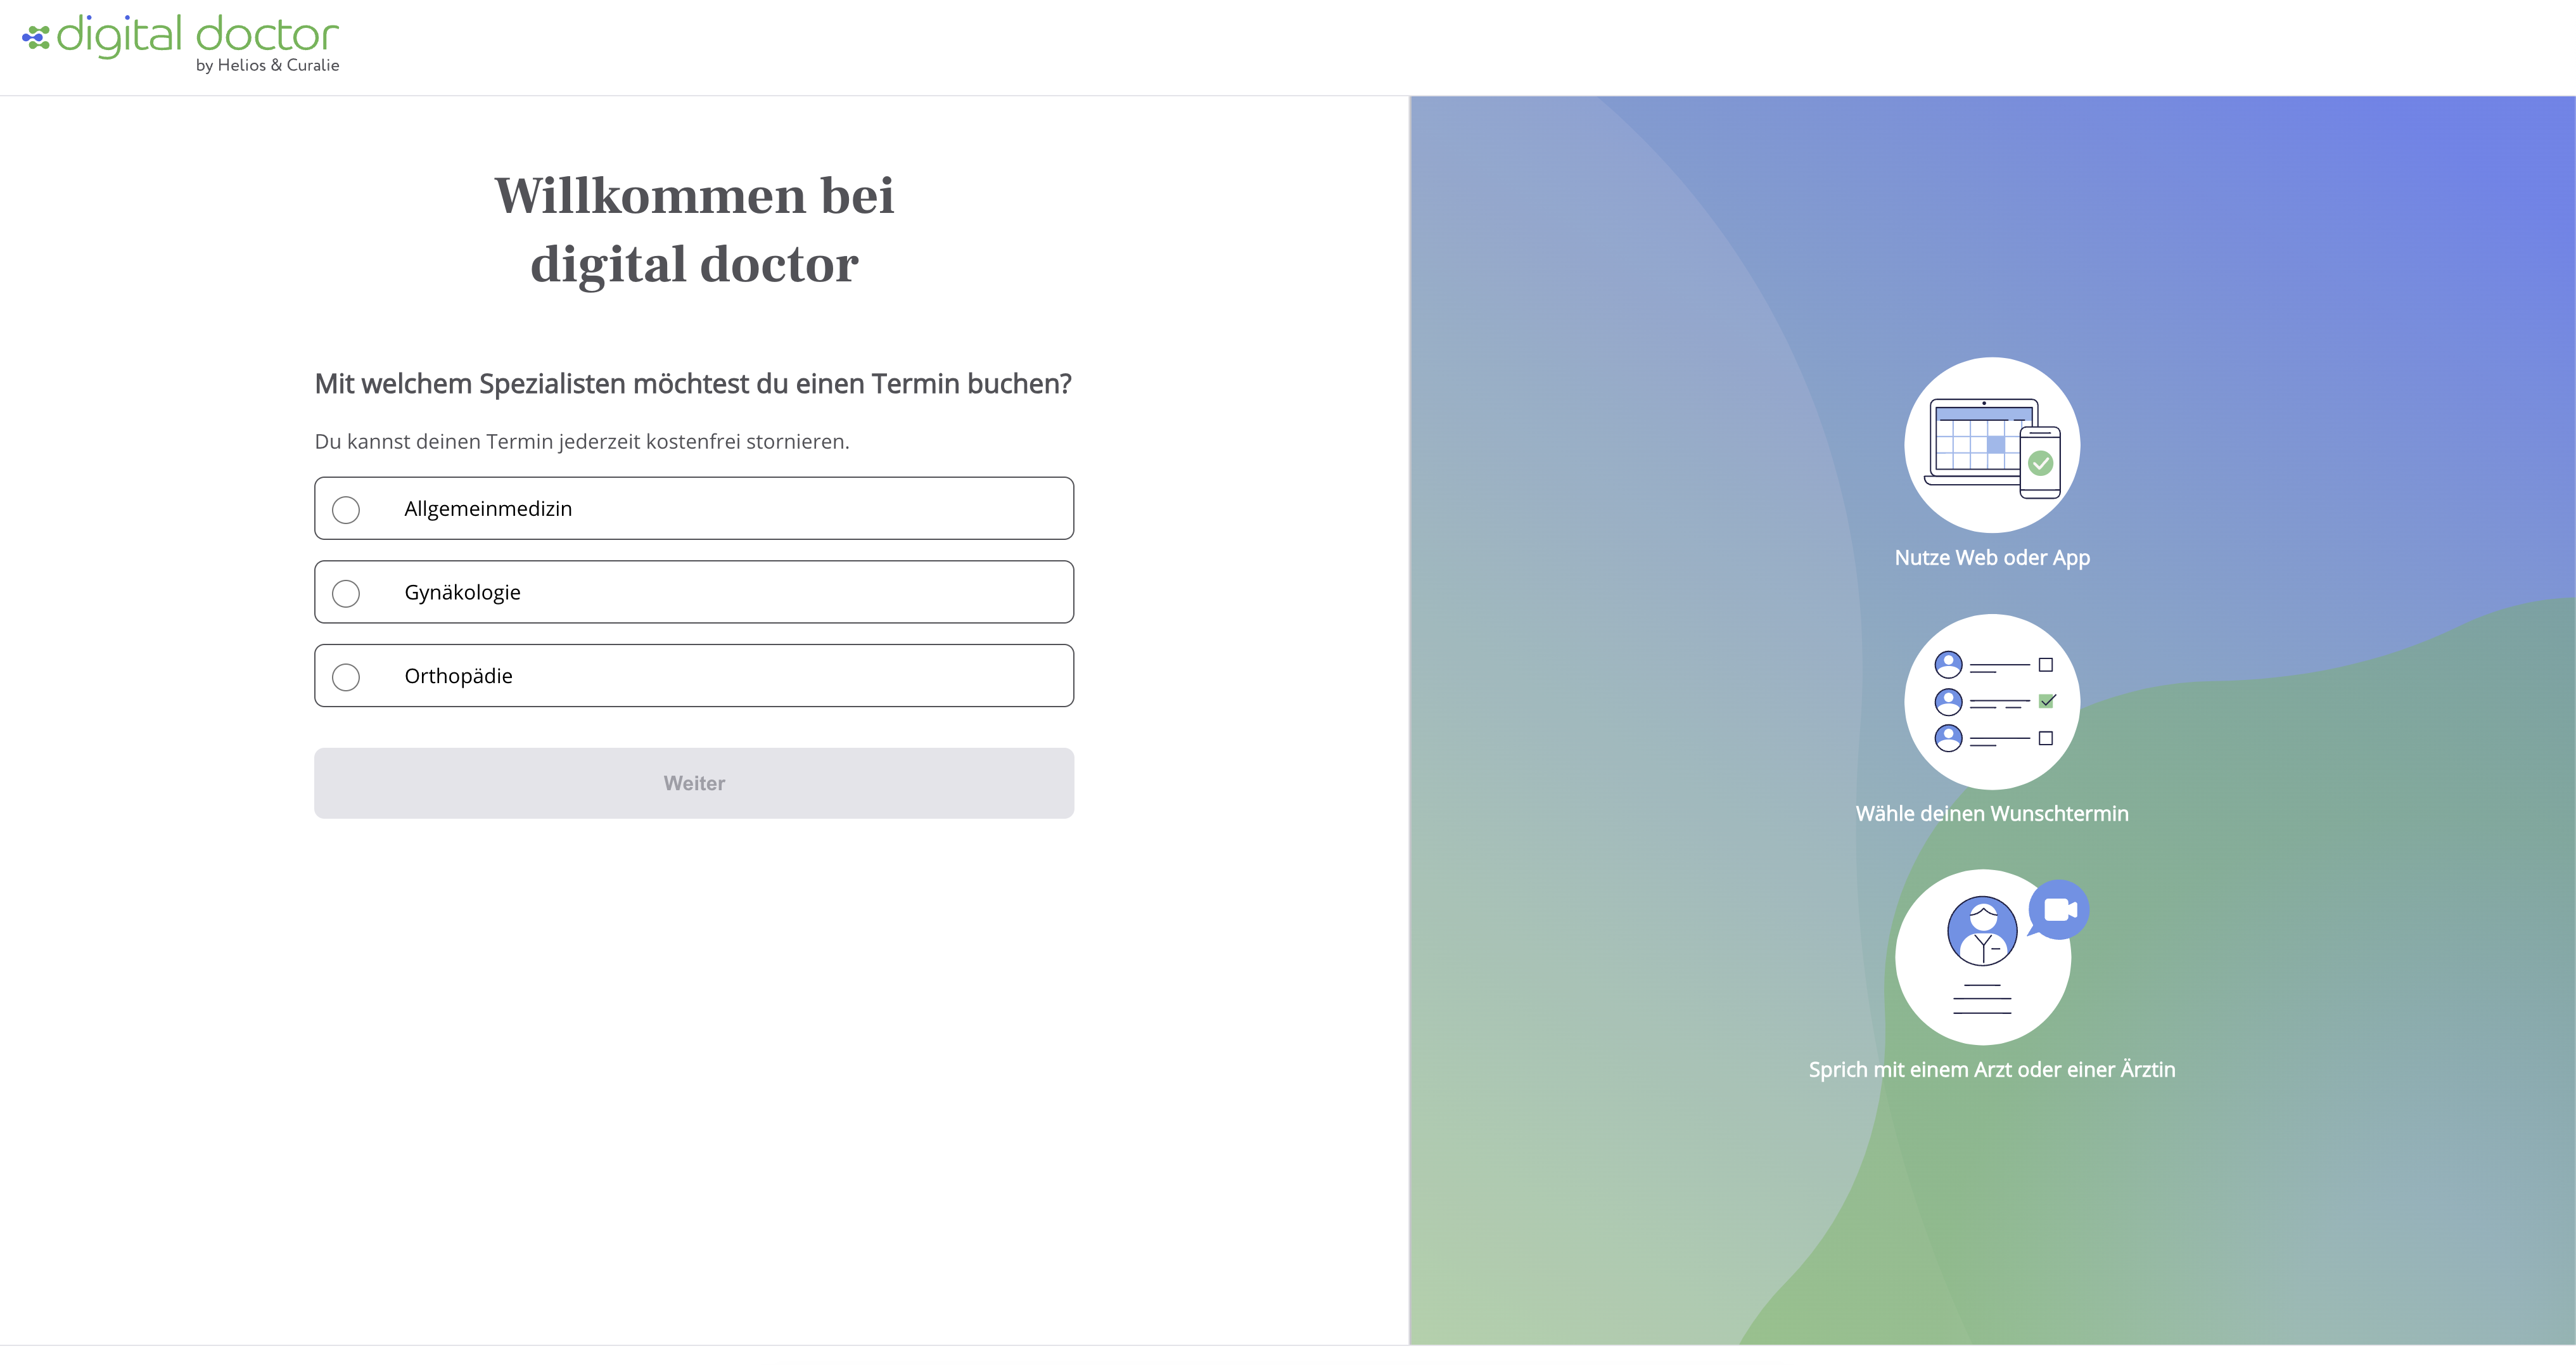 digital doctor
by Helios & Curalie
Willkommen bei
digital doctor
Mit welchem Spezialisten möchtest du einen Termin buchen?
Du kannst deinen Termin jederzeit kostenfrei stornieren.
Allgemeinmedizin
Gynäkologie
Orthopädie
Weiter
Nutze Web oder App
Wähle deinen Wunschtermin
Sprich mit einem Arzt oder einer Ärztin